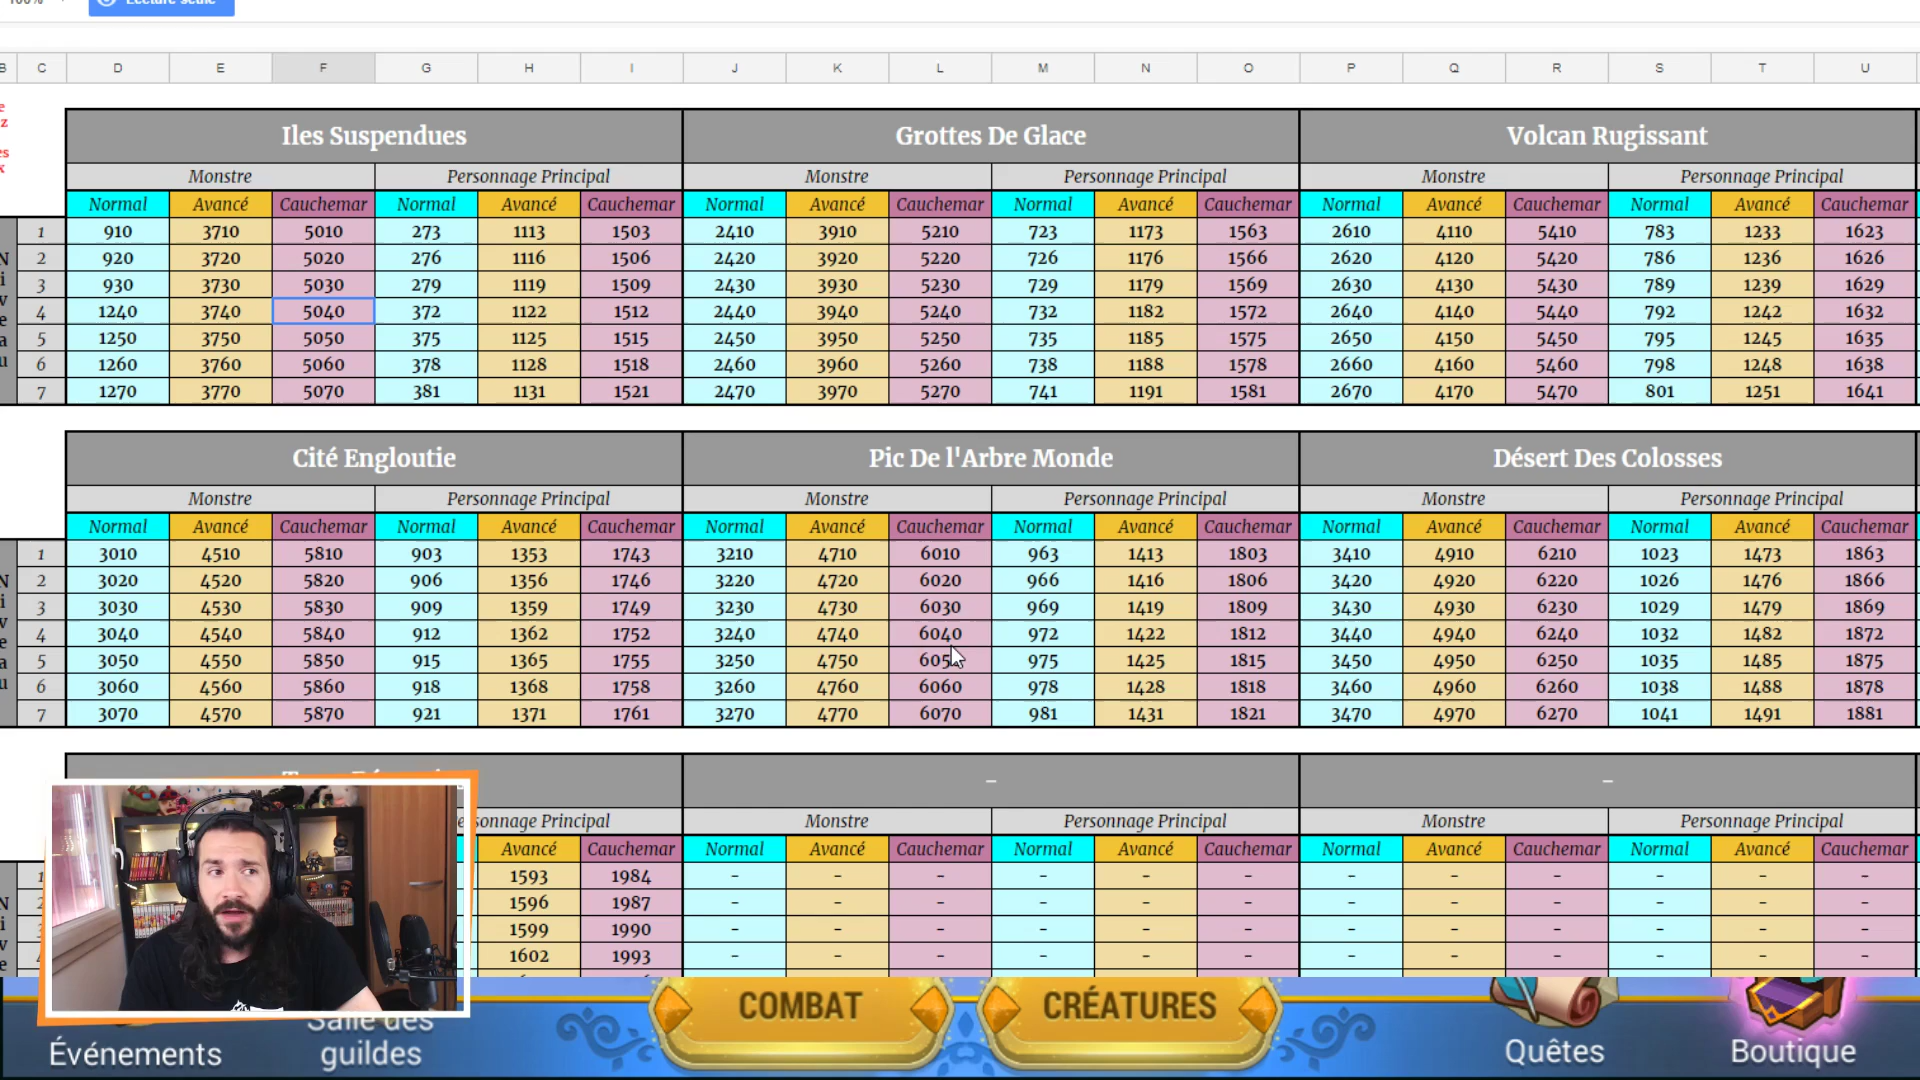 100%
Lecture seule
B C D E F G H I J K L M N O P Q R S T U
Iles Suspendues Grottes De Glace Volcan Rugissant
Monstre Personnage Principal Monstre Personnage Principal Monstre Personnage Principal
Normal Avancé Cauchemar Normal Avancé Cauchemar Normal Avancé Cauchemar Normal Avancé Cauchemar Normal Avancé Cauchemar Normal Avancé Cauchemar
1 910 3710 5010 273 1113 1503 2410 3910 5210 723 1173 1563 2610 4110 5410 783 1233 1623
2 920 3720 5020 276 1116 1506 2420 3920 5220 726 1176 1566 2620 4120 5420 786 1236 1626
3 930 3730 5030 279 1119 1509 2430 3930 5230 729 1179 1569 2630 4130 5430 789 1239 1629
4 1240 3740 5040 372 1122 1512 2440 3940 5240 732 1182 1572 2640 4140 5440 792 1242 1632
5 1250 3750 5050 375 1125 1515 2450 3950 5250 735 1185 1575 2650 4150 5450 795 1245 1635
6 1260 3760 5060 378 1128 1518 2460 3960 5260 738 1188 1578 2660 4160 5460 798 1248 1638
7 1270 3770 5070 381 1131 1521 2470 3970 5270 741 1191 1581 2670 4170 5470 801 1251 1641
Niveau
Cité Engloutie Pic De l'Arbre Monde Désert Des Colosses
Monstre Personnage Principal Monstre Personnage Principal Monstre Personnage Principal
Normal Avancé Cauchemar Normal Avancé Cauchemar Normal Avancé Cauchemar Normal Avancé Cauchemar Normal Avancé Cauchemar Normal Avancé Cauchemar
1 3010 4510 5810 903 1353 1743 3210 4710 6010 963 1413 1803 3410 4910 6210 1023 1473 1863
2 3020 4520 5820 906 1356 1746 3220 4720 6020 966 1416 1806 3420 4920 6220 1026 1476 1866
3 3030 4530 5830 909 1359 1749 3230 4730 6030 969 1419 1809 3430 4930 6230 1029 1479 1869
4 3040 4540 5840 912 1362 1752 3240 4740 6040 972 1422 1812 3440 4940 6240 1032 1482 1872
5 3050 4550 5850 915 1365 1755 3250 4750 6050 975 1425 1815 3450 4950 6250 1035 1485 1875
6 3060 4560 5860 918 1368 1758 3260 4760 6060 978 1428 1818 3460 4960 6260 1038 1488 1878
7 3070 4570 5870 921 1371 1761 3270 4770 6070 981 1431 1821 3470 4970 6270 1041 1491 1881
Niveau
– –
Principal Monstre Personnage Principal Monstre Personnage Principal
Avancé Cauchemar Normal Avancé Cauchemar Normal Avancé Cauchemar Normal Avancé Cauchemar Normal Avancé Cauchemar
1593 1984 - - - - - - - - - - - -
1596 1987 - - - - - - - - - - - -
1599 1990 - - - - - - - - - - - -
1602 1993 - - - - - - - - - - - -
Événements
Salle des
guildes
COMBAT
CRÉATURES
Quêtes
Boutique